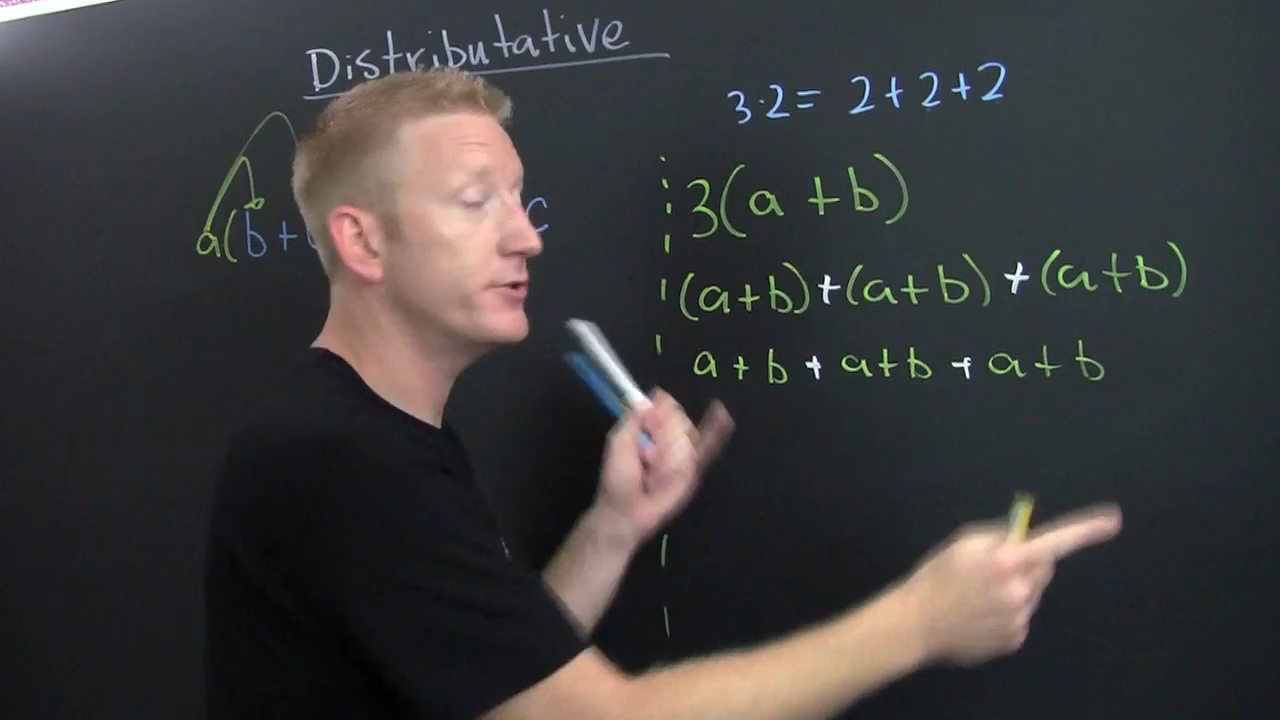 Distributative
3·2= 2+2+2
a(b+ c
3(a+b)
(a+b)+(a+b)+(a+b)
a+b+a+b+a+b